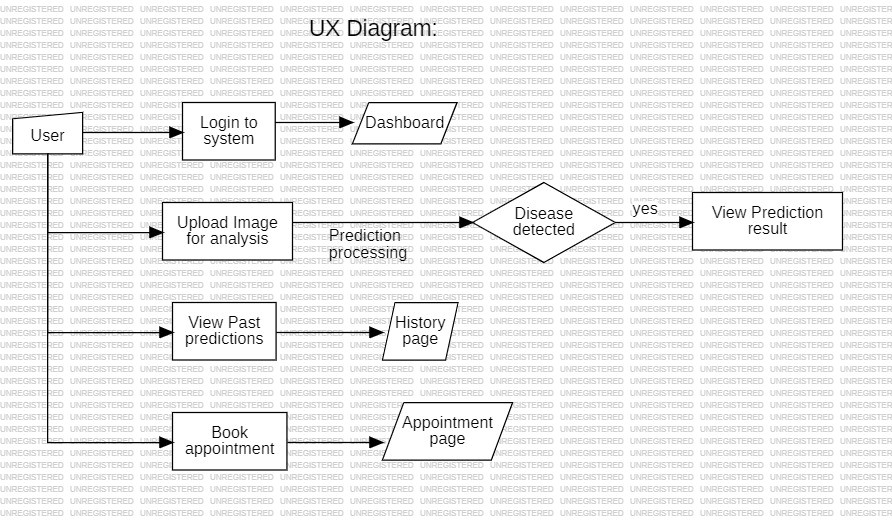 UX Diagram:
User
Login to
system
Dashboard
Upload Image
for analysis
Prediction
processing
Disease
detected
yes
View Prediction
result
View Past
predictions
History
page
Book
appointment
Appointment
page
UNREGISTERED